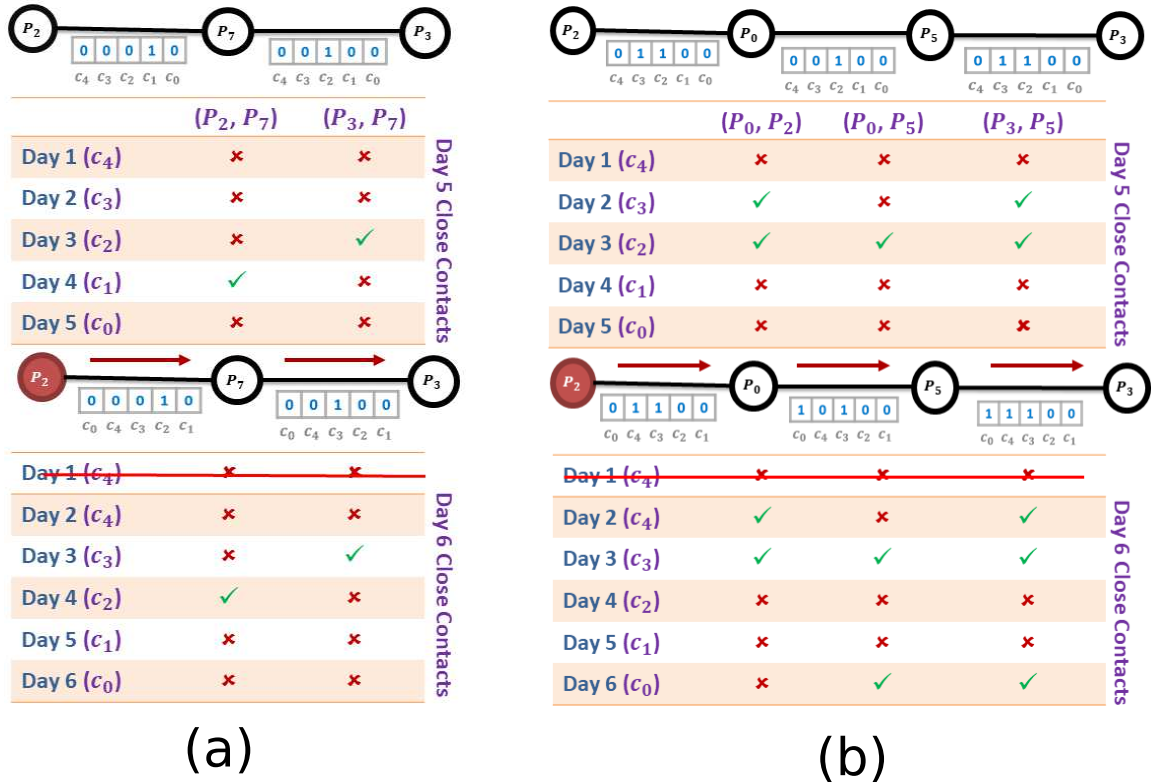 P2 P7 P3
0 0 0 1 0 0 0 1 0 0
c4 c3 c2 c1 c0 c4 c3 c2 c1 c0
(P2, P7) (P3, P7)
Day 1 (c4) ✗ ✗
Day 2 (c3) ✗ ✗
Day 3 (c2) ✗ ✓
Day 4 (c1) ✓ ✗
Day 5 (c0) ✗ ✗
Day 5 Close Contacts
P2 P7 P3
0 0 0 1 0 0 0 1 0 0
c0 c4 c3 c2 c1 c0 c4 c3 c2 c1
Day 1 (c4) ✗ ✗
Day 2 (c4) ✗ ✗
Day 3 (c3) ✗ ✓
Day 4 (c2) ✓ ✗
Day 5 (c1) ✗ ✗
Day 6 (c0) ✗ ✗
Day 6 Close Contacts
(a)
P2 P0 P5 P3
0 1 1 0 0 0 0 1 0 0 0 1 1 0 0
c4 c3 c2 c1 c0 c4 c3 c2 c1 c0 c4 c3 c2 c1 c0
(P0, P2) (P0, P5) (P3, P5)
Day 1 (c4) ✗ ✗ ✗
Day 2 (c3) ✓ ✗ ✓
Day 3 (c2) ✓ ✓ ✓
Day 4 (c1) ✗ ✗ ✗
Day 5 (c0) ✗ ✗ ✗
Day 5 Close Contacts
P2 P0 P5 P3
0 1 1 0 0 1 0 1 0 0 1 1 1 0 0
c0 c4 c3 c2 c1 c0 c4 c3 c2 c1 c0 c4 c3 c2 c1
Day 1 (c4) ✗ ✗ ✗
Day 2 (c4) ✓ ✗ ✓
Day 3 (c3) ✓ ✓ ✓
Day 4 (c2) ✗ ✗ ✗
Day 5 (c1) ✗ ✗ ✗
Day 6 (c0) ✗ ✓ ✓
Day 6 Close Contacts
(b)